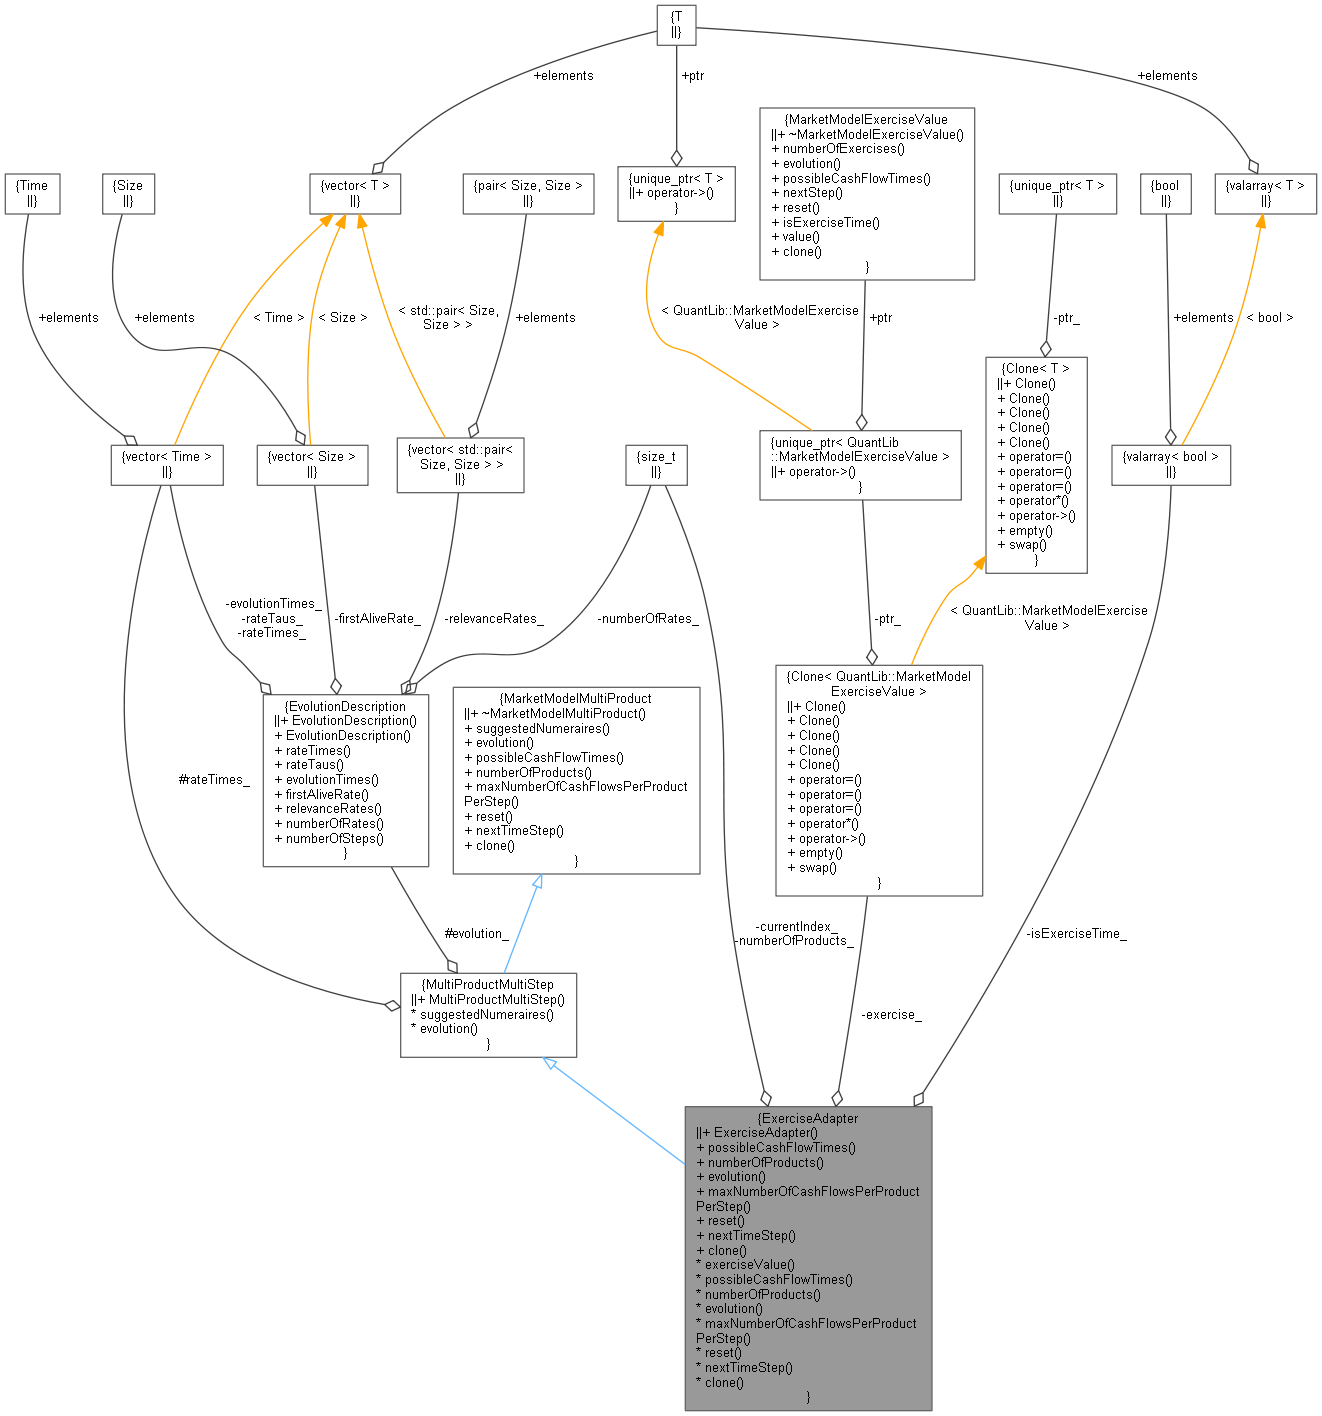 {T
||}
+elements
+ptr
+elements
{MarketModelExerciseValue
||+ ~MarketModelExerciseValue()
+ numberOfExercises()
+ evolution()
+ possibleCashFlowTimes()
+ nextStep()
+ reset()
+ isExerciseTime()
+ value()
+ clone()
}
{Time
||}
{Size
||}
{vector< T >
||}
{pair< Size, Size >
||}
{unique_ptr< T >
||+ operator->()
}
{unique_ptr< T >
||}
{bool
||}
{valarray< T >
||}
+elements
+elements
< Time >
< Size >
< std::pair< Size,
Size > >
+elements
< QuantLib::MarketModelExercise
Value >
+ptr
-ptr_
+elements
< bool >
{Clone< T >
||+ Clone()
+ Clone()
+ Clone()
+ Clone()
+ Clone()
+ operator=()
+ operator=()
+ operator=()
+ operator*()
+ operator->()
+ empty()
+ swap()
}
{vector< Time >
||}
{vector< Size >
||}
{vector< std::pair<
Size, Size > >
||}
{size_t
||}
{unique_ptr< QuantLib
::MarketModelExerciseValue >
||+ operator->()
}
{valarray< bool >
||}
-evolutionTimes_
-rateTaus_
-rateTimes_
-firstAliveRate_
-relevanceRates_
-numberOfRates_
-ptr_
< QuantLib::MarketModelExercise
Value >
{EvolutionDescription
||+ EvolutionDescription()
+ EvolutionDescription()
+ rateTimes()
+ rateTaus()
+ evolutionTimes()
+ firstAliveRate()
+ relevanceRates()
+ numberOfRates()
+ numberOfSteps()
}
{MarketModelMultiProduct
||+ ~MarketModelMultiProduct()
+ suggestedNumeraires()
+ evolution()
+ possibleCashFlowTimes()
+ numberOfProducts()
+ maxNumberOfCashFlowsPerProduct
PerStep()
+ reset()
+ nextTimeStep()
+ clone()
}
{Clone< QuantLib::MarketModel
ExerciseValue >
||+ Clone()
+ Clone()
+ Clone()
+ Clone()
+ Clone()
+ operator=()
+ operator=()
+ operator=()
+ operator*()
+ operator->()
+ empty()
+ swap()
}
#rateTimes_
#evolution_
-currentIndex_
-numberOfProducts_
-isExerciseTime_
{MultiProductMultiStep
||+ MultiProductMultiStep()
* suggestedNumeraires()
* evolution()
}
-exercise_
{ExerciseAdapter
||+ ExerciseAdapter()
+ possibleCashFlowTimes()
+ numberOfProducts()
+ evolution()
+ maxNumberOfCashFlowsPerProduct
PerStep()
+ reset()
+ nextTimeStep()
+ clone()
* exerciseValue()
* possibleCashFlowTimes()
* numberOfProducts()
* evolution()
* maxNumberOfCashFlowsPerProduct
PerStep()
* reset()
* nextTimeStep()
* clone()
}